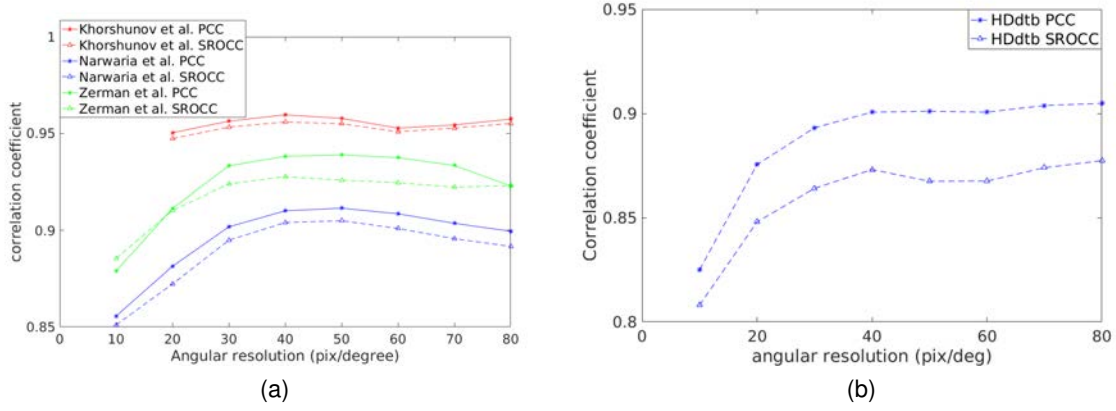 Khorshunov et al. PCC
Khorshunov et al. SROCC
Narwaria et al. PCC
Narwaria et al. SROCC
Zerman et al. PCC
Zerman et al. SROCC
1
0.95
0.9
0.85
correlation coefficient
0 10 20 30 40 50 60 70 80
Angular resolution (pix/degree)
(a)
HDdtb PCC
HDdtb SROCC
0.95
0.9
0.85
0.8
Correlation coefficient
0 20 40 60 80
angular resolution (pix/deg)
(b)